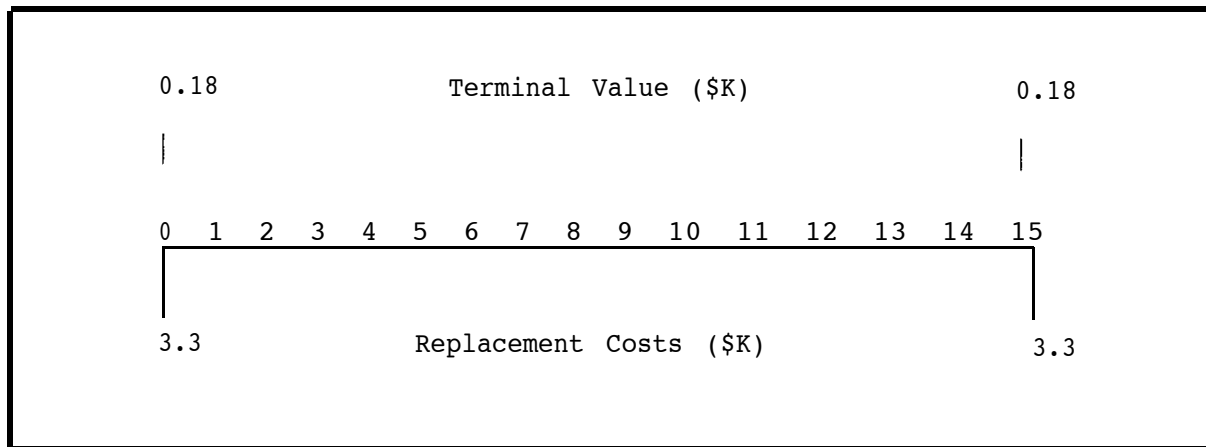 0.18 Terminal Value ($K) 0.18
0 1 2 3 4 5 6 7 8 9 10 11 12 13 14 15
3.3 Replacement Costs ($K) 3.3